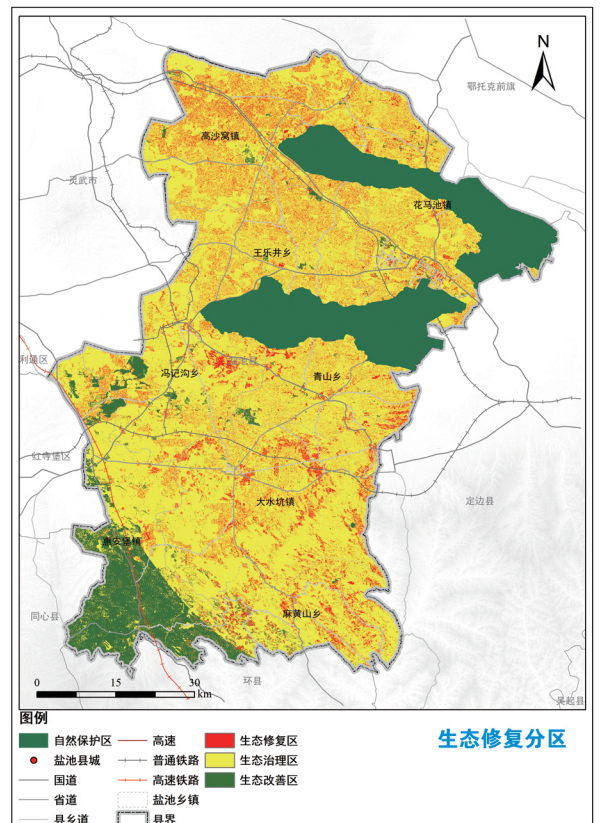 N
鄂托克前旗
高沙窝镇
灵武市
花马池镇
王乐井乡
利通区
盐池县
冯记沟乡
青山乡
红寺堡区
大水坑镇
定边县
惠安堡镇
同心县
麻黄山乡
环县
吴起县
0 15 30
km
图例
自然保护区 高速 生态修复区
盐池县城 普通铁路 生态治理区
国道 高速铁路 生态改善区
省道 盐池乡镇
县乡道 县界
生态修复分区